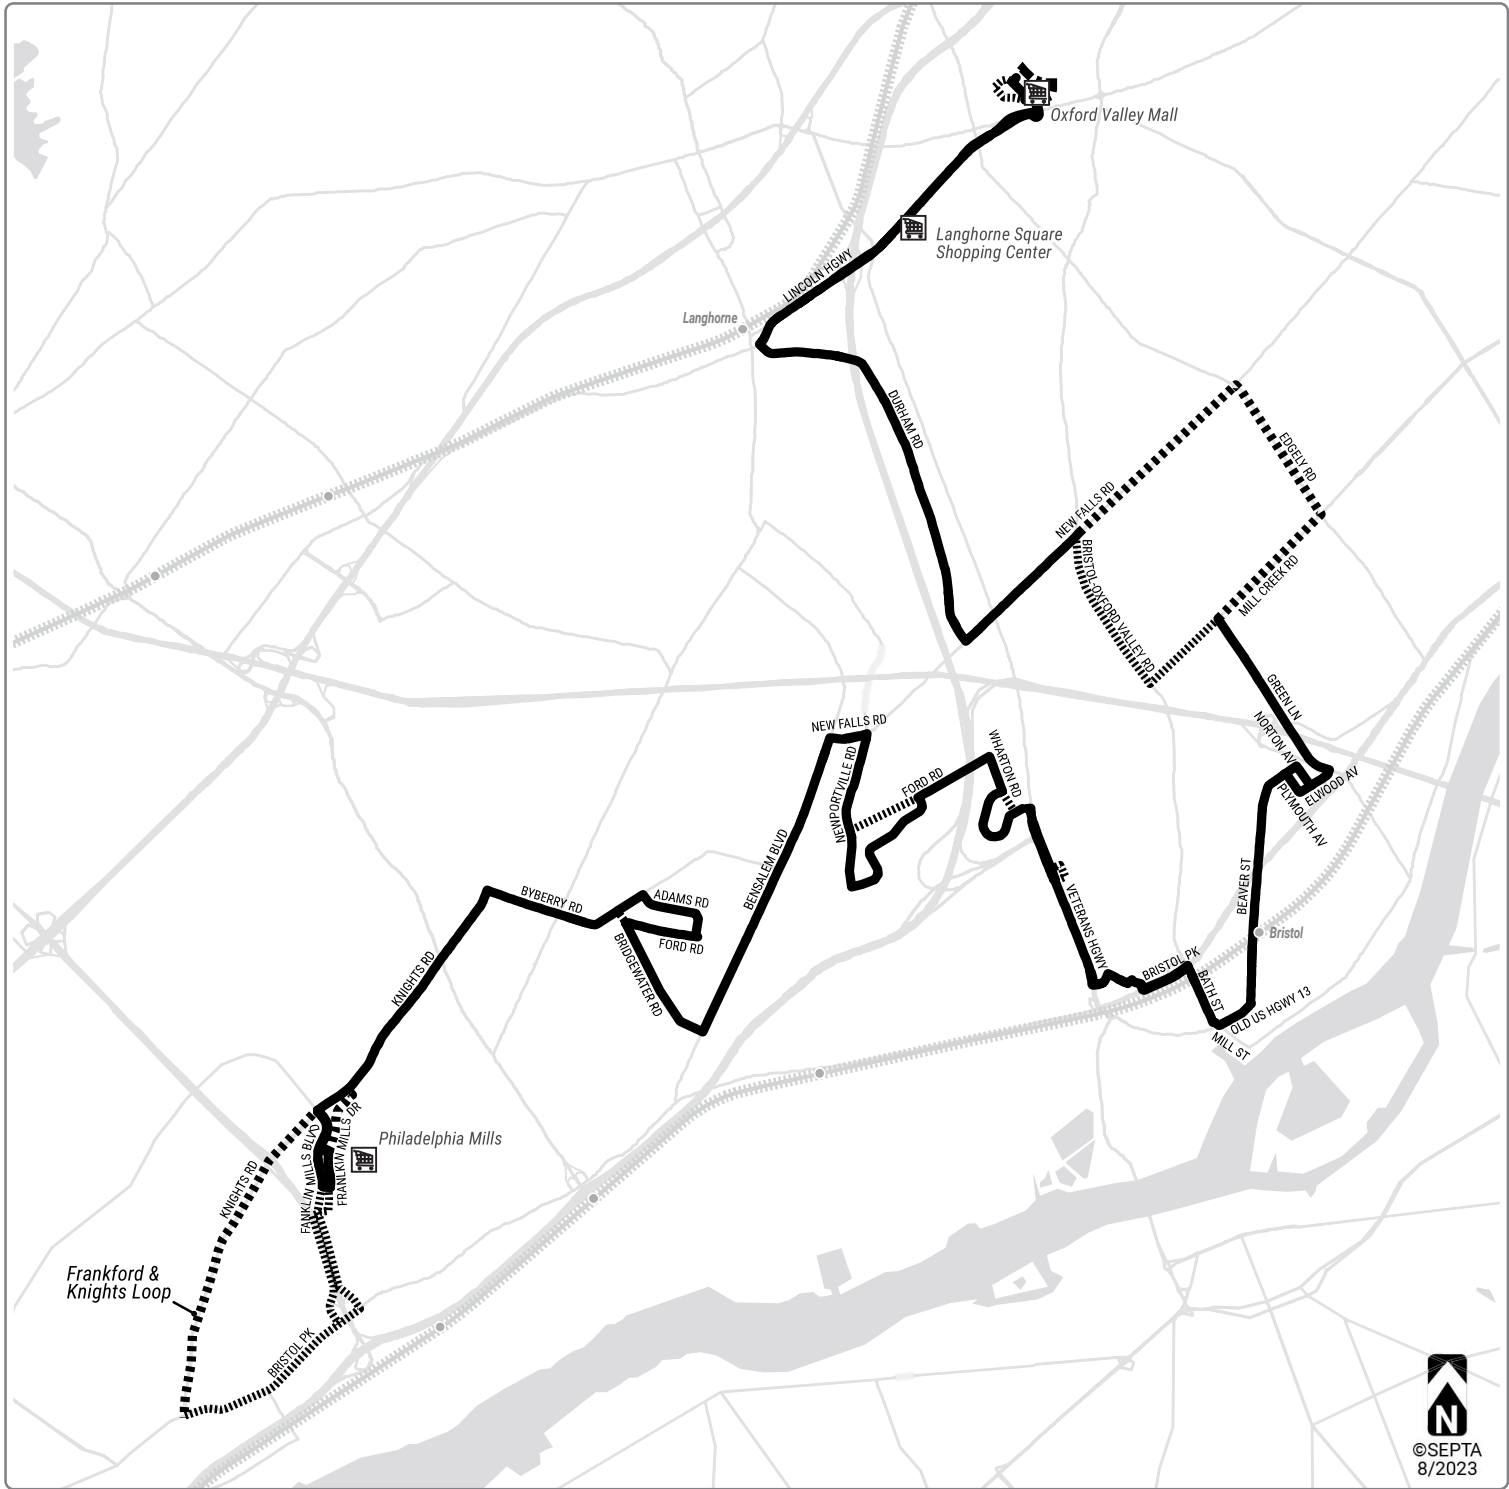 Oxford Valley Mall
Langhorne Square
Shopping Center
LINCOLN HGWY
Langhorne
DURHAM RD
EDGELY RD
NEW FALLS RD
BRISTOL-OXFORD VALLEY RD
MILL CREEK RD
GREEN LN
NORTON AV
PLYMOUTH AV
ELWOOD AV
NEW FALLS RD
NEWPORTVILLE RD
FORD RD
WHARTON RD
BENSALEM BLVD
BEAVER ST
VETERANS HGWY
BYBERRY RD
ADAMS RD
FORD RD
BRIDGEWATER RD
Bristol
BRISTOL PK
BATH ST
OLD US HGWY 13
MILL ST
KNIGHTS RD
FANKLIN MILLS BLVD
FRANLKIN MILLS DR
Philadelphia Mills
KNIGHTS RD
Frankford &
Knights Loop
BRISTOL PK
N
©SEPTA
8/2023